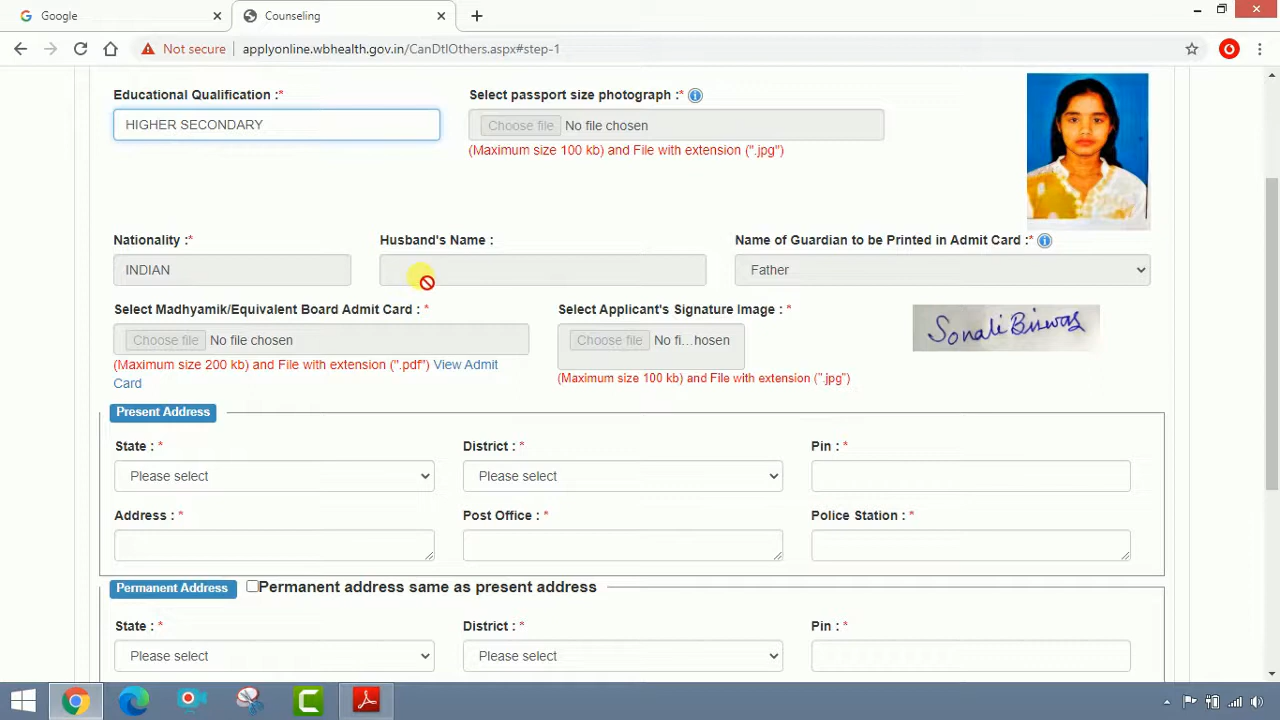 Google
Counseling
Not secure
applyonline.wbhealth.gov.in/CanDtlOthers.aspx#step-1
Educational Qualification :*
Select passport size photograph :*
HIGHER SECONDARY
Choose file No file chosen
(Maximum size 100 kb) and File with extension (".jpg")
Nationality :*
Husband's Name :
Name of Guardian to be Printed in Admit Card :*
INDIAN
Father
Select Madhyamik/Equivalent Board Admit Card : *
Select Applicant's Signature Image : *
Sonali Biswas
Choose file No file chosen
Choose file No fi...hosen
(Maximum size 200 kb) and File with extension (".pdf") View Admit
Card
(Maximum size 100 kb) and File with extension (".jpg")
Present Address
State : *
District : *
Pin : *
Please select
Please select
Address : *
Post Office : *
Police Station : *
Permanent Address
Permanent address same as present address
State : *
District : *
Pin : *
Please select
Please select